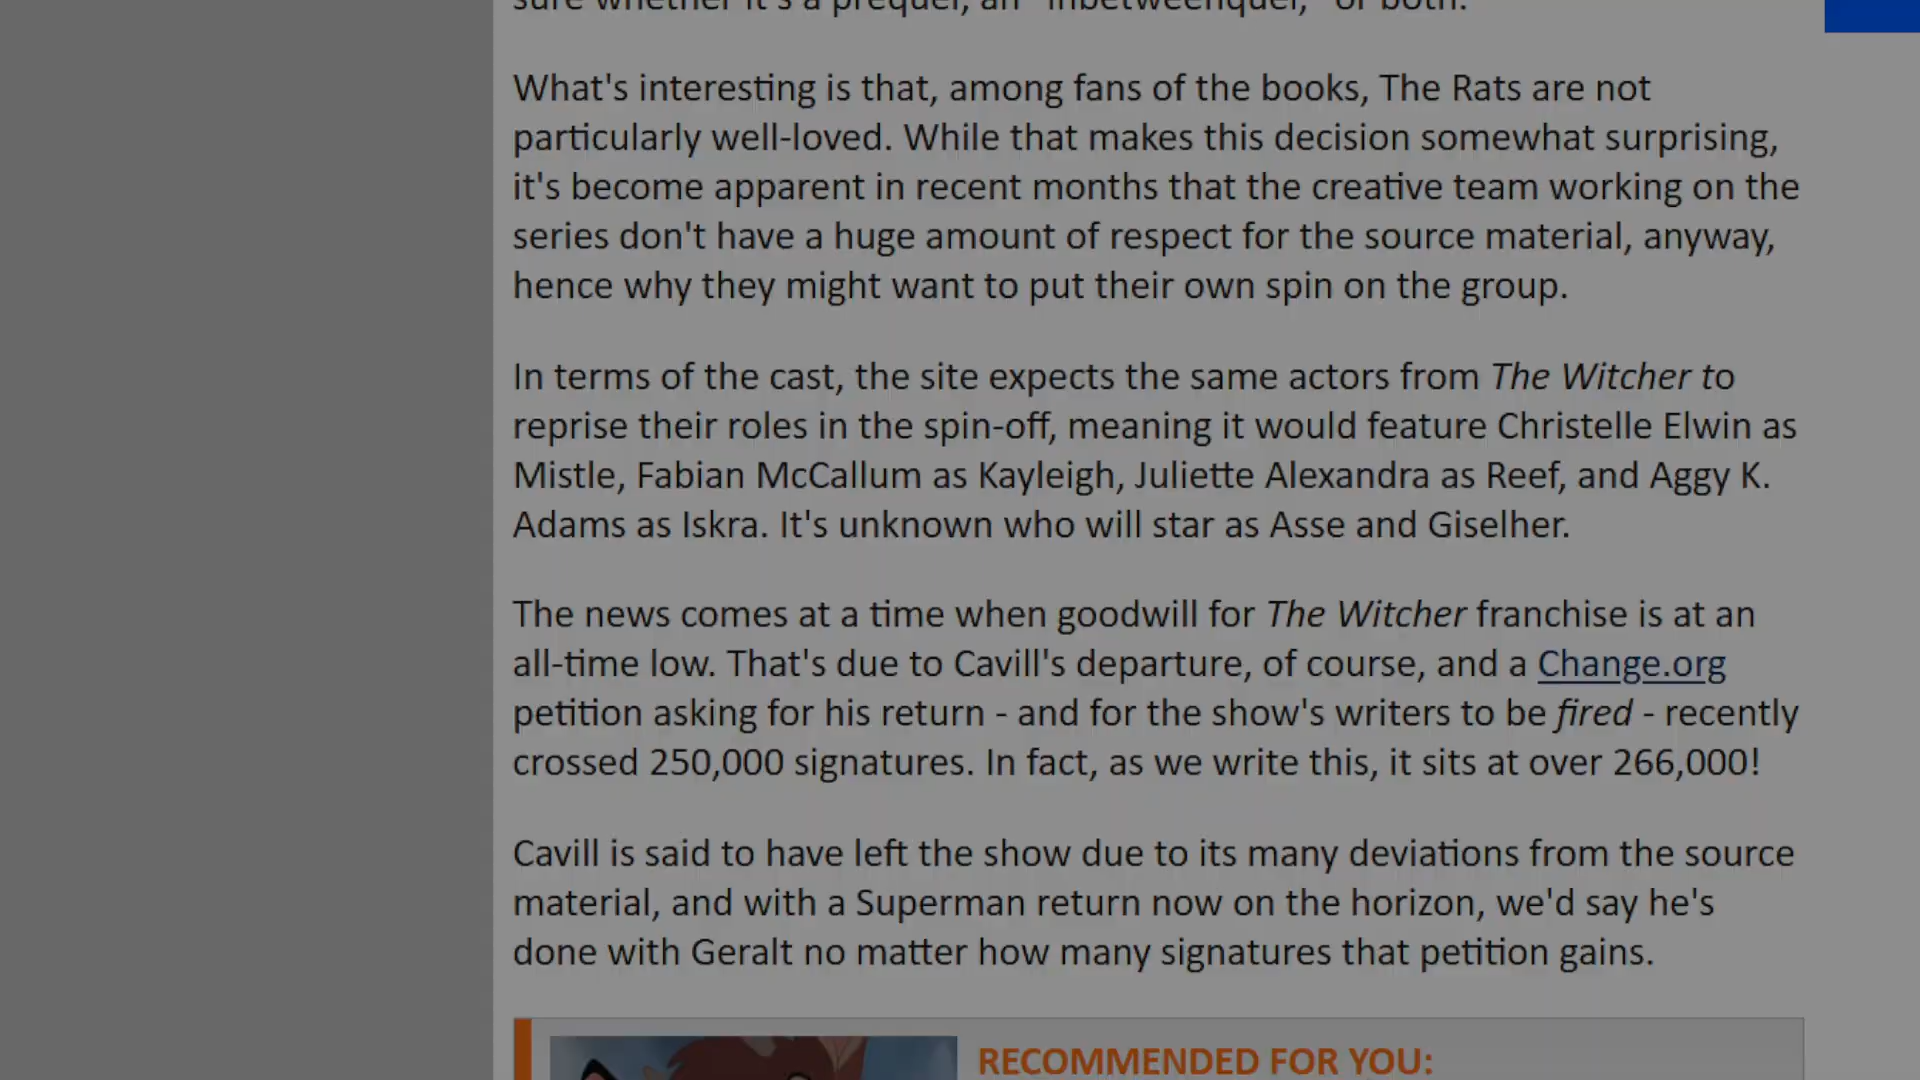 sure whether it's a prequel, an "inbetweenquel," or both.
What's interesting is that, among fans of the books, The Rats are not
particularly well-loved. While that makes this decision somewhat surprising,
it's become apparent in recent months that the creative team working on the
series don't have a huge amount of respect for the source material, anyway,
hence why they might want to put their own spin on the group.
In terms of the cast, the site expects the same actors from The Witcher to
reprise their roles in the spin-off, meaning it would feature Christelle Elwin as
Mistle, Fabian McCallum as Kayleigh, Juliette Alexandra as Reef, and Aggy K.
Adams as Iskra. It's unknown who will star as Asse and Giselher.
The news comes at a time when goodwill for The Witcher franchise is at an
all-time low. That's due to Cavill's departure, of course, and a Change.org
petition asking for his return - and for the show's writers to be fired - recently
crossed 250,000 signatures. In fact, as we write this, it sits at over 266,000!
Cavill is said to have left the show due to its many deviations from the source
material, and with a Superman return now on the horizon, we'd say he's
done with Geralt no matter how many signatures that petition gains.
RECOMMENDED FOR YOU: